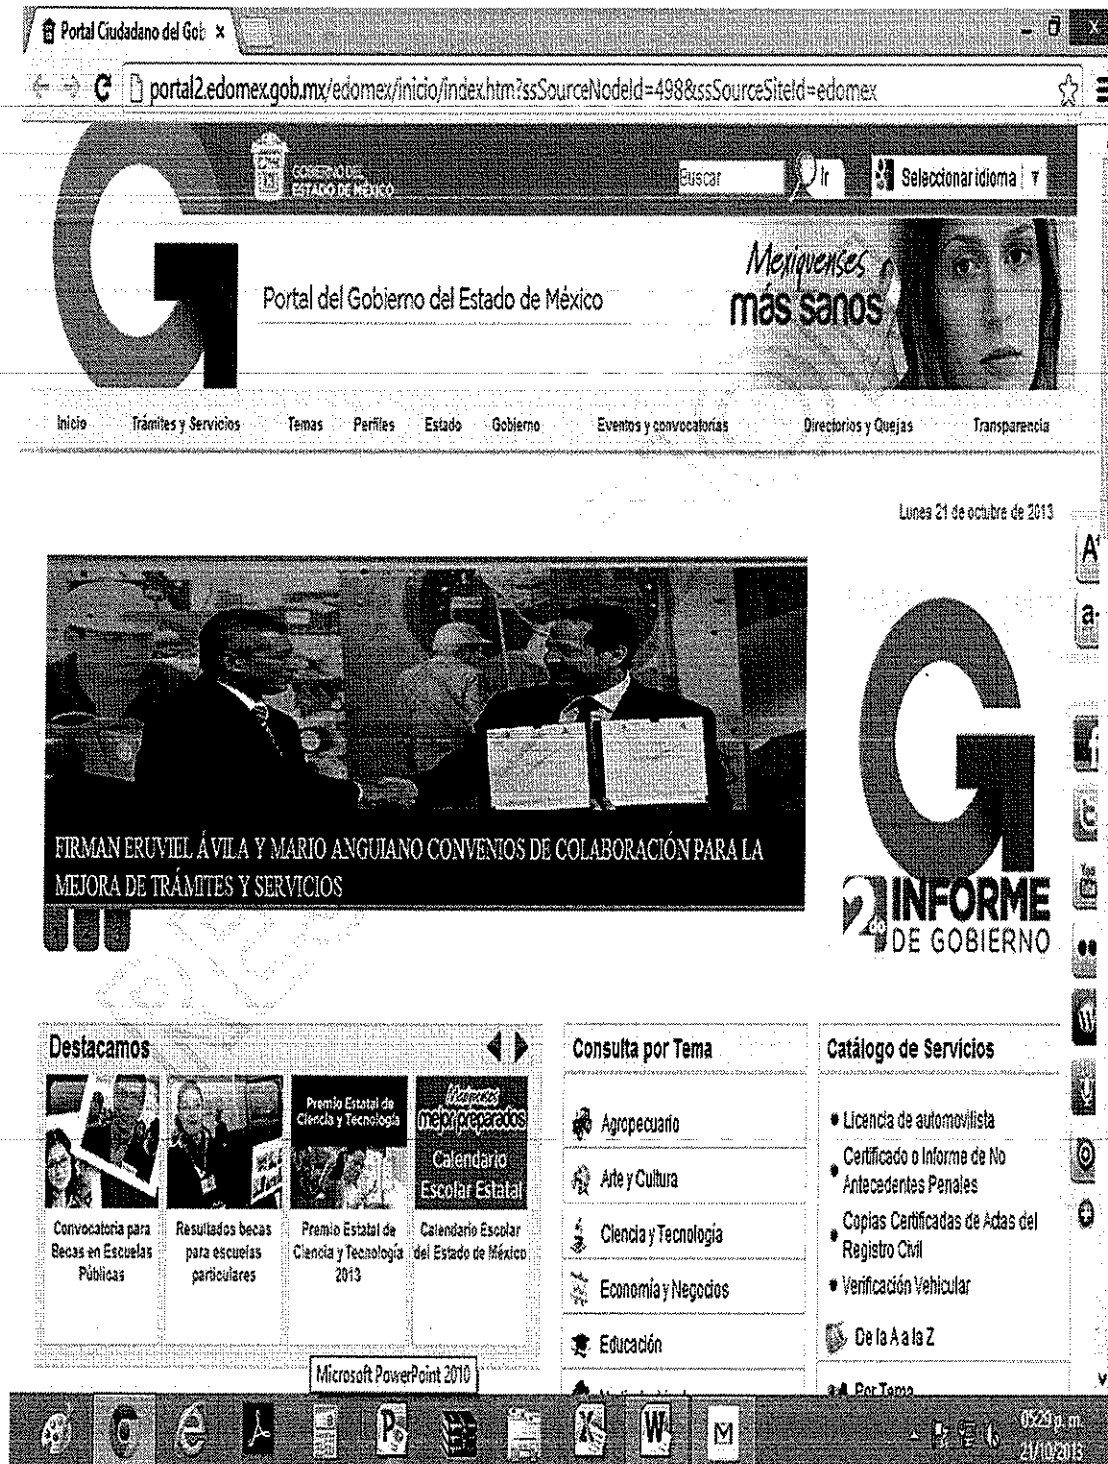 Portal Ciudadano del Gob
portal2.edomex.gob.mx/edomex/inicio/index.htm?ssSourceNodeId=498&ssSourceSiteId=edomex
GOBIERNO DEL
ESTADO DE MÉXICO
Buscar
Ir
Seleccionar idioma
Portal del Gobierno del Estado de México
Mexiquenses
más sanos
Inicio Trámites y Servicios Temas Perfiles Estado Gobierno Eventos y convocatorias Directorios y Quejas Transparencia
Lunes 21 de octubre de 2013
A+
a-
FIRMAN ERUVIEL ÁVILA Y MARIO ANGUIANO CONVENIOS DE COLABORACIÓN PARA LA
MEJORA DE TRÁMITES Y SERVICIOS
1 2 3
2do INFORME
DE GOBIERNO
Destacamos
Premio Estatal de
Ciencia y Tecnología
Mexiquenses
mejor preparados
Calendario
Escolar Estatal
Convocatoria para
Becas en Escuelas
Públicas
Resultados becas
para escuelas
particulares
Premio Estatal de
Ciencia y Tecnología
2013
Calendario Escolar
del Estado de México
Consulta por Tema
Agropecuario
Arte y Cultura
Ciencia y Tecnología
Economía y Negocios
Educación
Catálogo de Servicios
Licencia de automovilista
Certificado o Informe de No
Antecedentes Penales
Copias Certificadas de Actas del
Registro Civil
Verificación Vehicular
De la A a la Z
Por Tema
Microsoft PowerPoint 2010
05:29 p. m.
21/10/2013